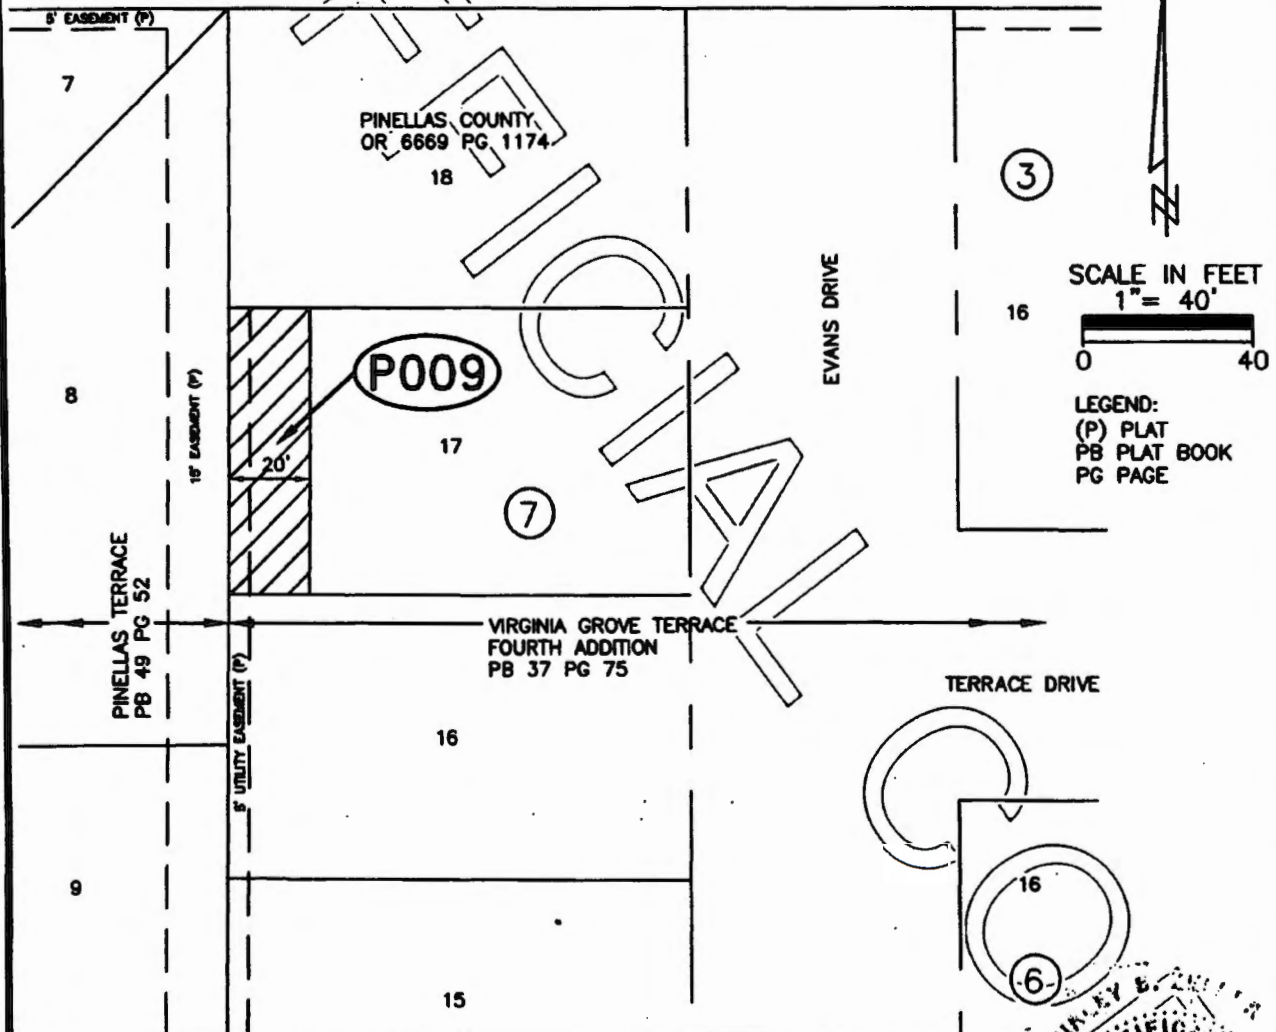 5' EASEMENT (P)
7
PINELLAS COUNTY
OR 6669 PG 1174
18
3
N
SCALE IN FEET
1"= 40'
0 40
16
EVANS DRIVE
LEGEND:
(P) PLAT
PB PLAT BOOK
PG PAGE
8
15' EASEMENT (P)
P009
17
20'
7
PINELLAS TERRACE
PB 49 PG 52
VIRGINIA GROVE TERRACE
FOURTH ADDITION
PB 37 PG 75
TERRACE DRIVE
5' UTILITY EASEMENT (P)
16
9
16
6
15
FICIAL
CO